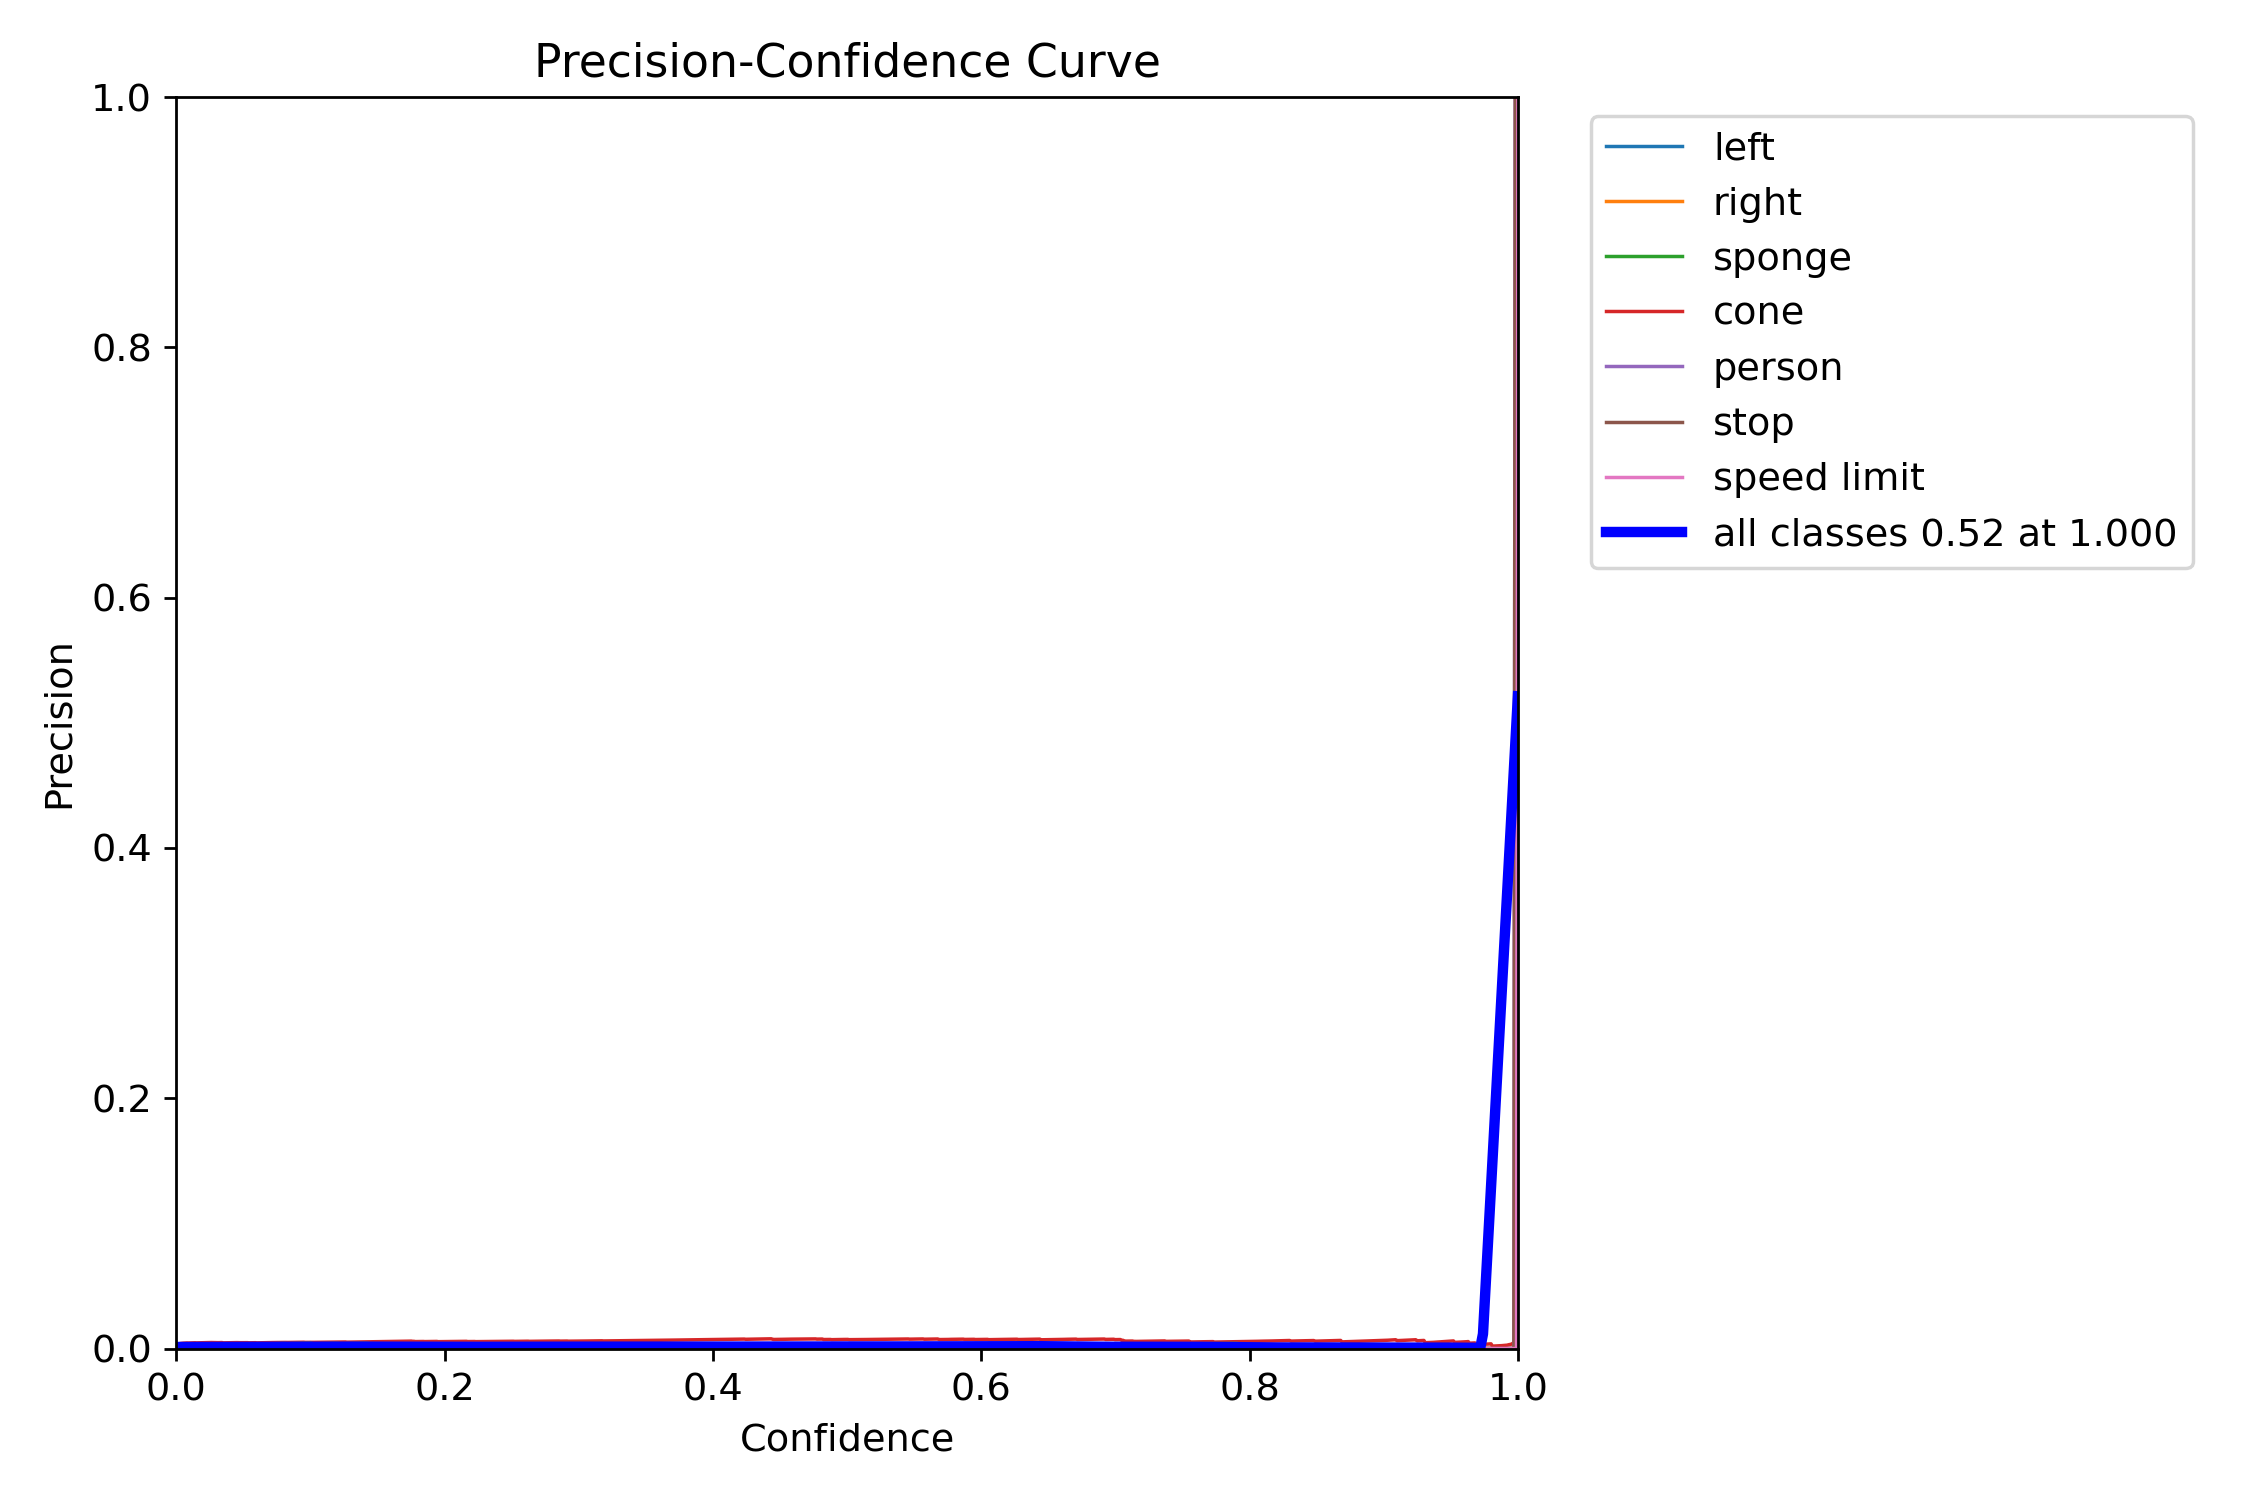 Precision-Confidence Curve
1.0
0.8
0.6
0.4
0.2
0.0
Precision
0.0 0.2 0.4 0.6 0.8 1.0
Confidence
left
right
sponge
cone
person
stop
speed limit
all classes 0.52 at 1.000